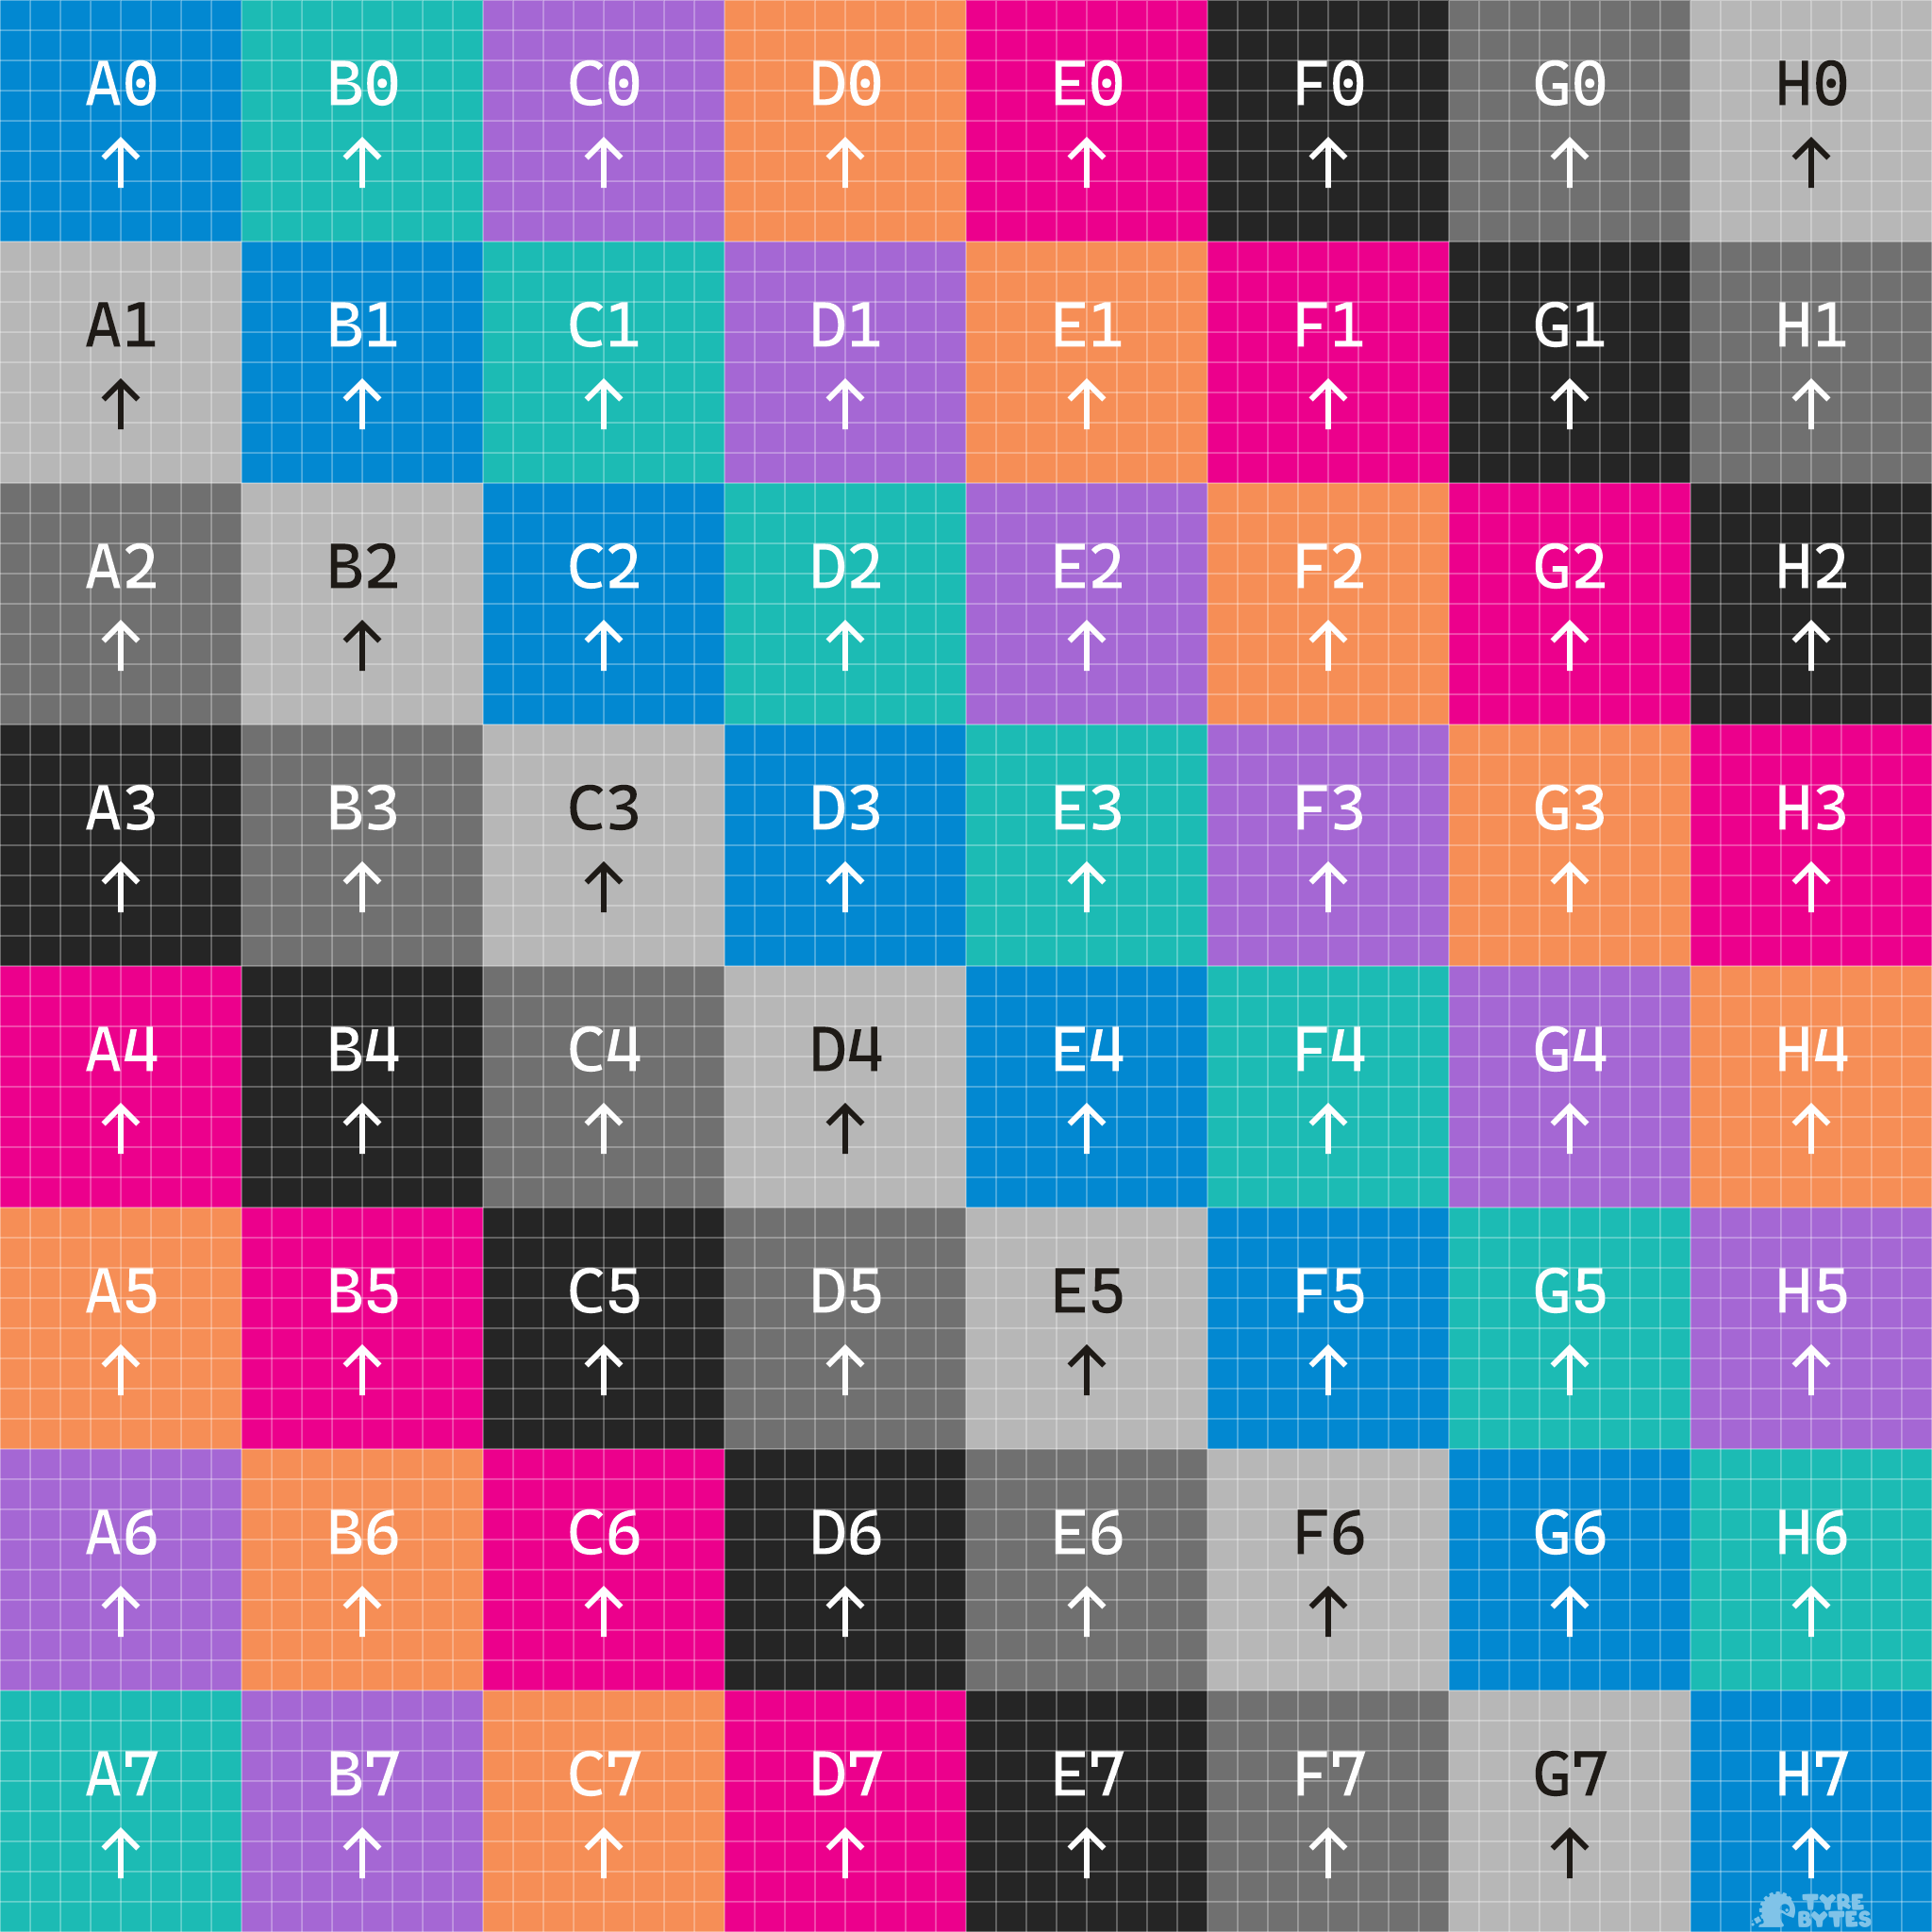 A0 B0 C0 D0 E0 F0 G0 H0
↑ ↑ ↑ ↑ ↑ ↑ ↑ ↑
A1 B1 C1 D1 E1 F1 G1 H1
↑ ↑ ↑ ↑ ↑ ↑ ↑ ↑
A2 B2 C2 D2 E2 F2 G2 H2
↑ ↑ ↑ ↑ ↑ ↑ ↑ ↑
A3 B3 C3 D3 E3 F3 G3 H3
↑ ↑ ↑ ↑ ↑ ↑ ↑ ↑
A4 B4 C4 D4 E4 F4 G4 H4
↑ ↑ ↑ ↑ ↑ ↑ ↑ ↑
A5 B5 C5 D5 E5 F5 G5 H5
↑ ↑ ↑ ↑ ↑ ↑ ↑ ↑
A6 B6 C6 D6 E6 F6 G6 H6
↑ ↑ ↑ ↑ ↑ ↑ ↑ ↑
A7 B7 C7 D7 E7 F7 G7 H7
↑ ↑ ↑ ↑ ↑ ↑ ↑ ↑
TYRE
BYTES